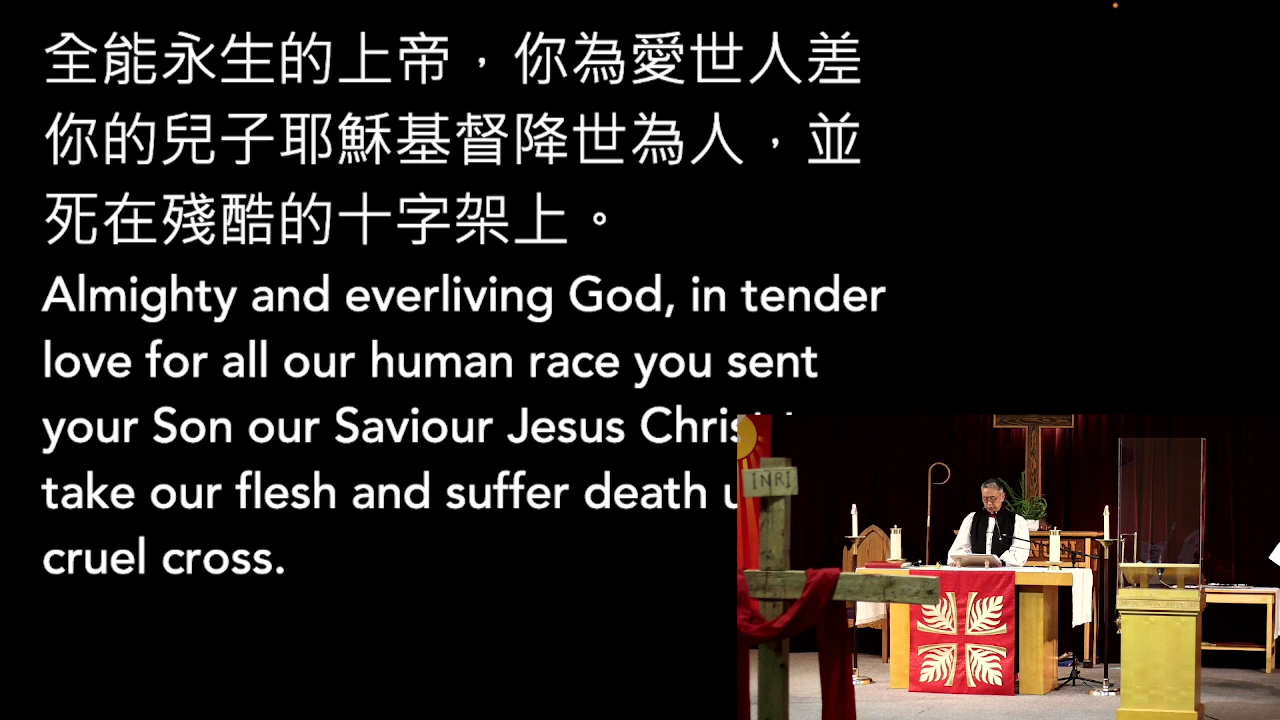 全能永生的上帝，你為愛世人差
你的兒子耶穌基督降世為人，並
死在殘酷的十字架上。
Almighty and everliving God, in tender
love for all our human race you sent
your Son our Saviour Jesus
take our flesh and suffer death
cruel cross.
INRI